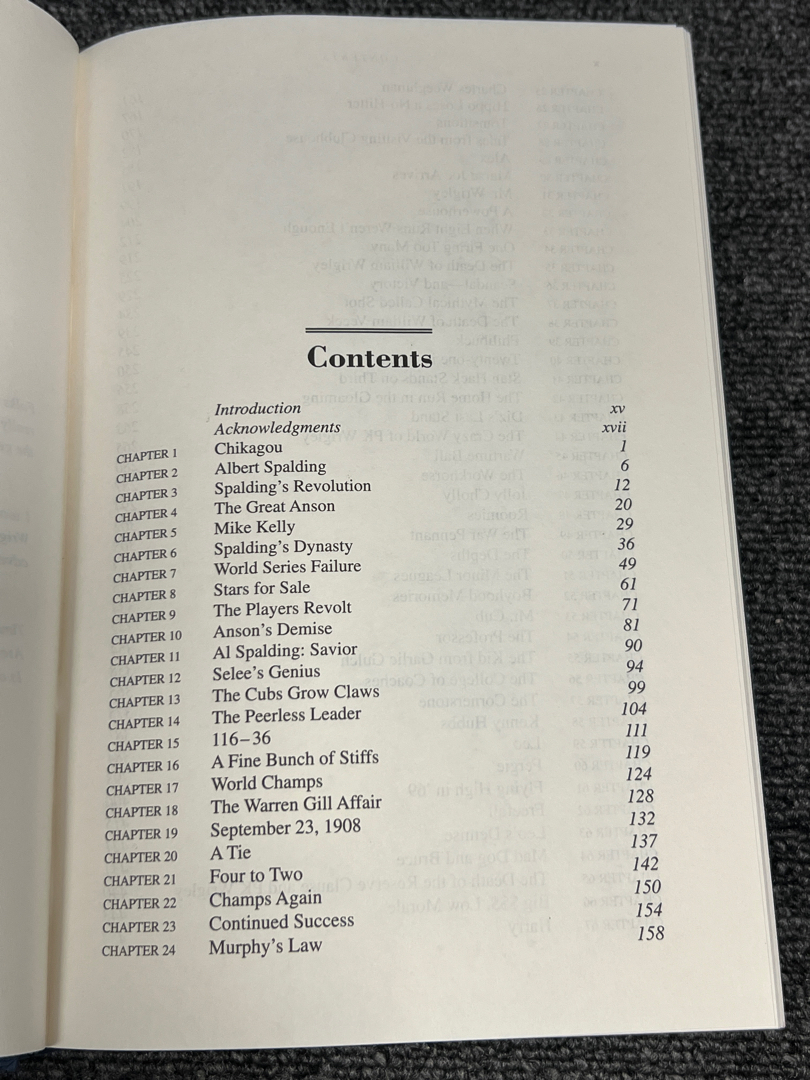 Contents
Introduction xv
Acknowledgments xvii
CHAPTER 1 Chikagou 1
CHAPTER 2 Albert Spalding 6
CHAPTER 3 Spalding's Revolution 12
CHAPTER 4 The Great Anson 20
CHAPTER 5 Mike Kelly 29
CHAPTER 6 Spalding's Dynasty 36
CHAPTER 7 World Series Failure 49
CHAPTER 8 Stars for Sale 61
CHAPTER 9 The Players Revolt 71
CHAPTER 10 Anson's Demise 81
CHAPTER 11 Al Spalding: Savior 90
CHAPTER 12 Selee's Genius 94
CHAPTER 13 The Cubs Grow Claws 99
CHAPTER 14 The Peerless Leader 104
CHAPTER 15 116–36 111
CHAPTER 16 A Fine Bunch of Stiffs 119
CHAPTER 17 World Champs 124
CHAPTER 18 The Warren Gill Affair 128
CHAPTER 19 September 23, 1908 132
CHAPTER 20 A Tie 137
CHAPTER 21 Four to Two 142
CHAPTER 22 Champs Again 150
CHAPTER 23 Continued Success 154
CHAPTER 24 Murphy's Law 158